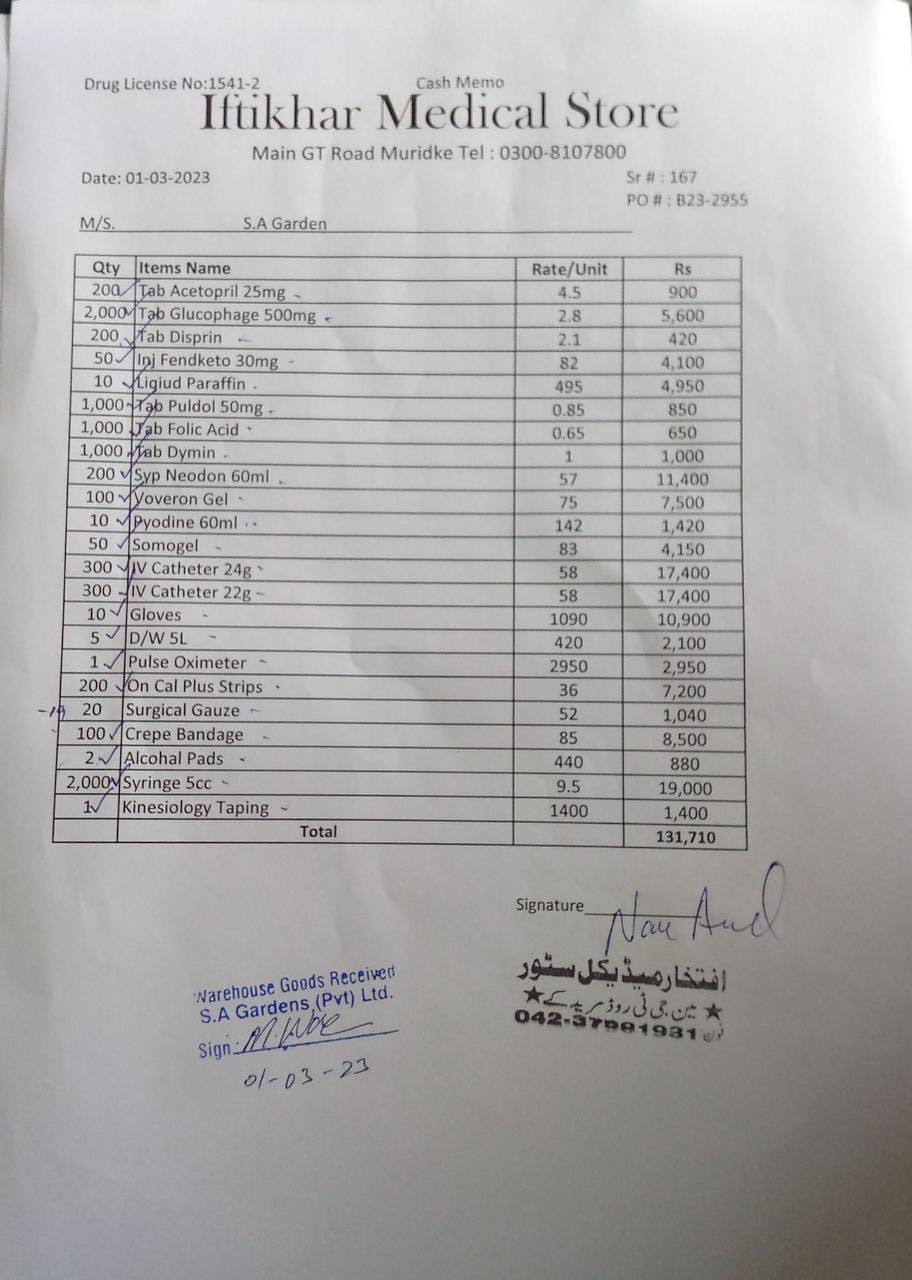 Drug License No:1541-2 Cash Memo
Iftikhar Medical Store
Main GT Road Muridke Tel : 0300-8107800
Date: 01-03-2023 Sr # : 167
PO # : B23-2955
M/S. S.A Garden
Qty Items Name Rate/Unit Rs
200 Tab Acetopril 25mg 4.5 900
2,000 Tab Glucophage 500mg 2.8 5,600
200 Tab Disprin 2.1 420
50 Inj Fendketo 30mg 82 4,100
10 Liqiud Paraffin 495 4,950
1,000 Tab Puldol 50mg 0.85 850
1,000 Tab Folic Acid 0.65 650
1,000 Tab Dymin 1 1,000
200 Syp Neodon 60ml 57 11,400
100 Voveron Gel 75 7,500
10 Pyodine 60ml 142 1,420
50 Somogel 83 4,150
300 IV Catheter 24g 58 17,400
300 IV Catheter 22g 58 17,400
10 Gloves 1090 10,900
5 D/W 5L 420 2,100
1 Pulse Oximeter 2950 2,950
200 On Cal Plus Strips 36 7,200
20 Surgical Gauze 52 1,040
100 Crepe Bandage 85 8,500
2 Alcohal Pads 440 880
2,000 Syringe 5cc 9.5 19,000
1 Kinesiology Taping 1400 1,400
Total 131,710
Signature
افتخار میڈیکل سٹور
مین جی ٹی روڈ مریدکے
فون 042-37981931
Warehouse Goods Received
S.A Gardens (Pvt) Ltd.
Sign:
01-03-23